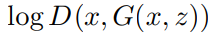 log D(x, G(x, z))